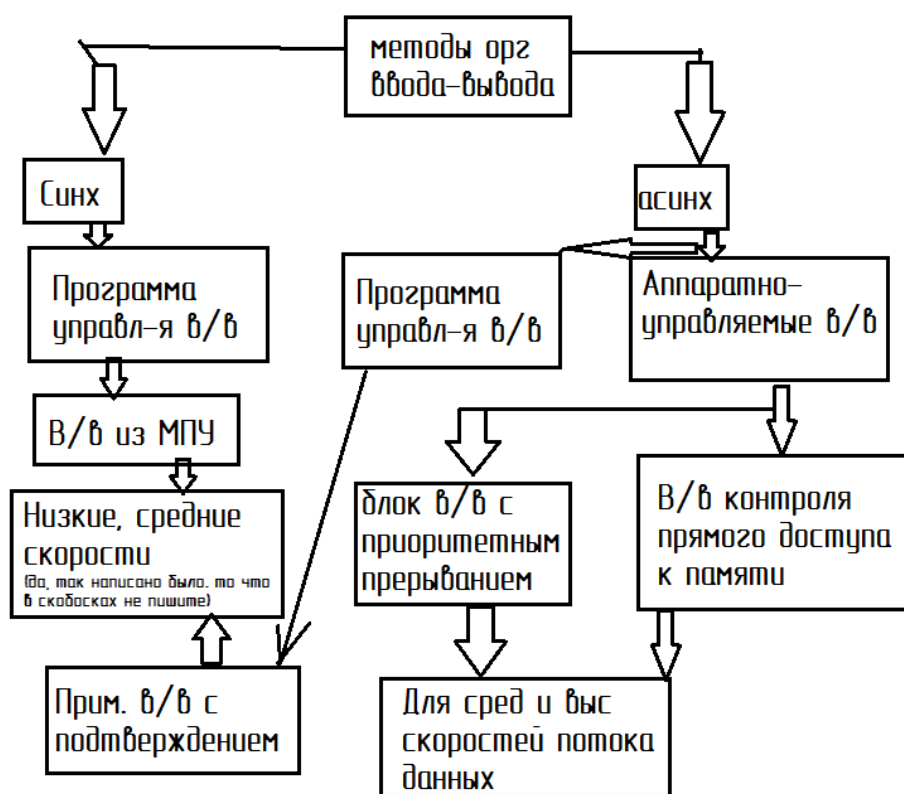 методы орг
ввода-вывода
Синх
асинх
Программа
управл-я в/в
Программа
управл-я в/в
Аппаратно-
управляемые в/в
В/в из МПУ
Низкие, средние
скорости
(да, так написано было. то что
в скобосках не пишите)
блок в/в с
приоритетным
прерыванием
В/в контроля
прямого доступа
к памяти
Прим. в/в с
подтверждением
Для сред и выс
скоростей потока
данных